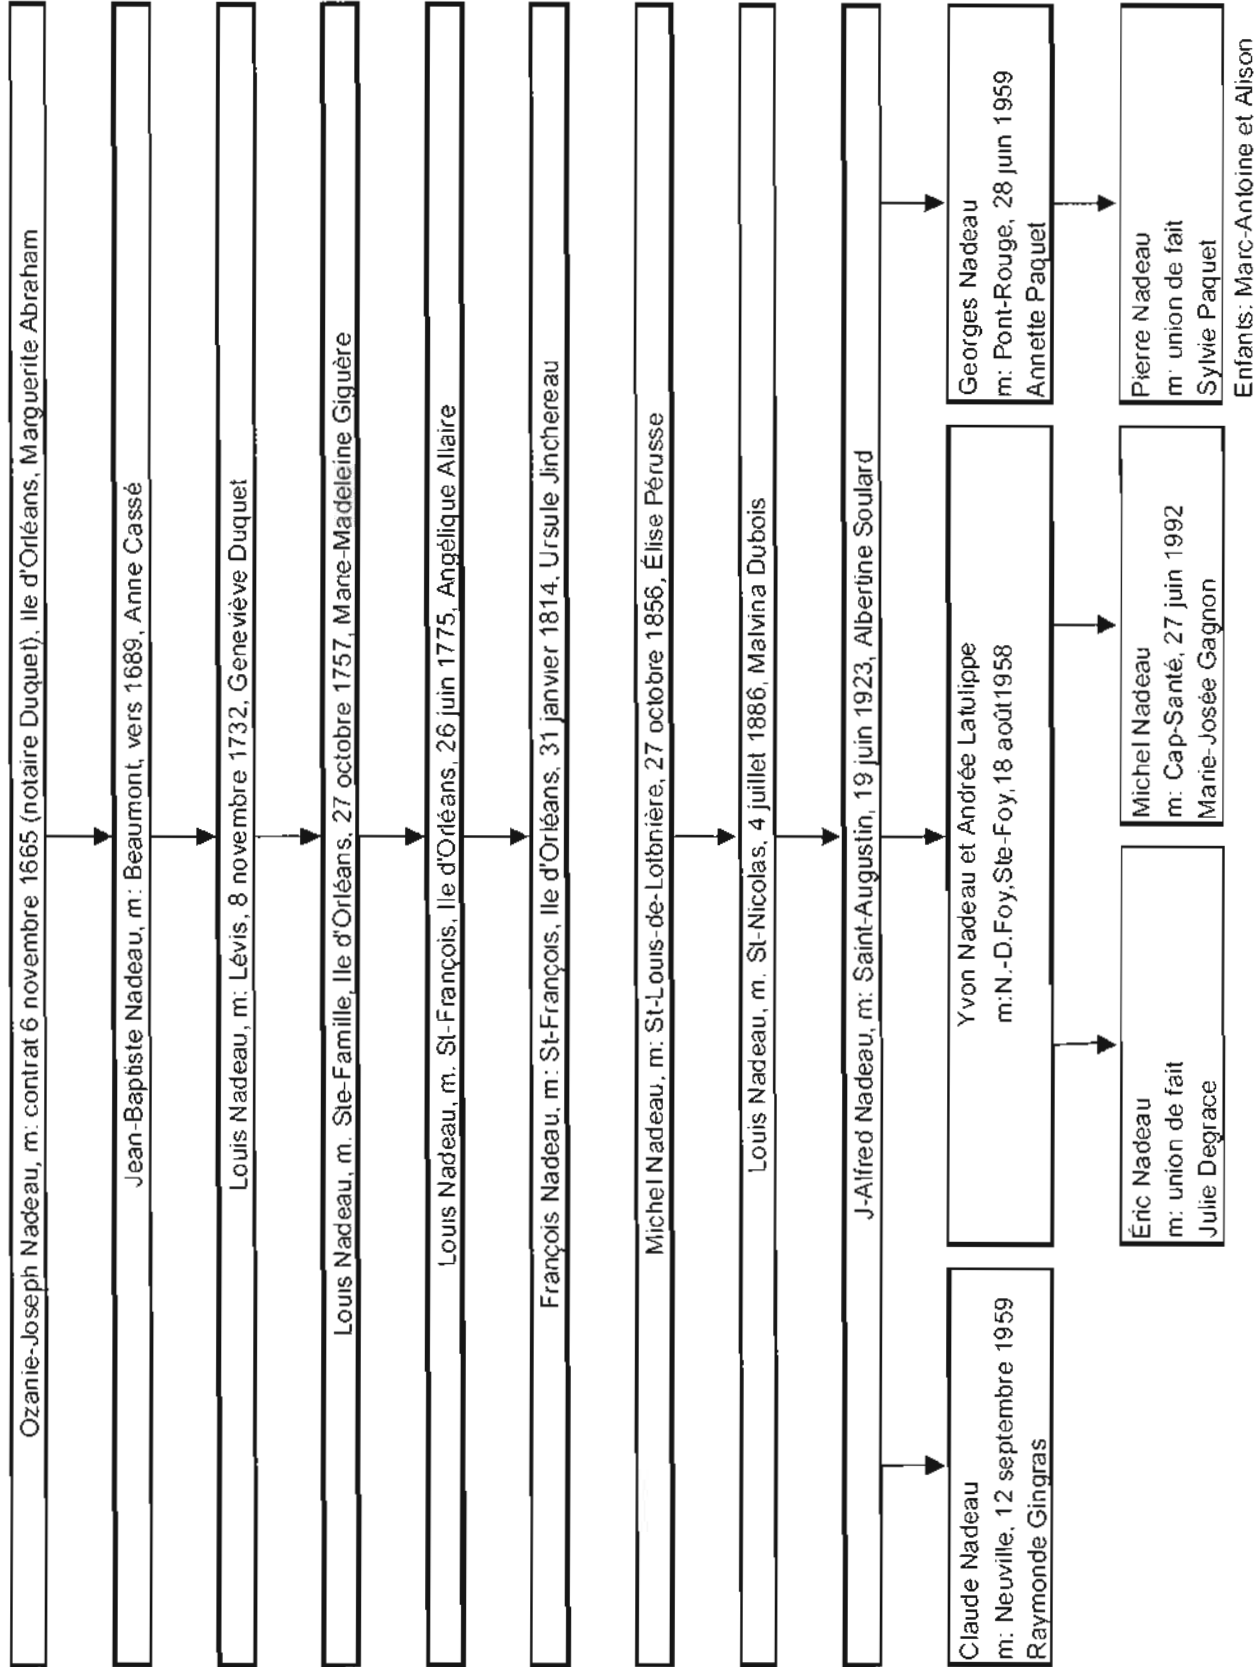 Ozanie-Joseph Nadeau, m: contrat 6 novembre 1665 (notaire Duquet), Ile d'Orléans, Marguerite Abraham
Jean-Baptiste Nadeau, m: Beaumont, vers 1689, Anne Cassé
Louis Nadeau, m: Lévis, 8 novembre 1732, Geneviève Duquet
Louis Nadeau, m. Ste-Famille, Ile d'Orléans, 27 octobre 1757, Marie-Madeleine Giguère
Louis Nadeau, m. St-François, Ile d'Orléans, 26 juin 1775, Angélique Allaire
François Nadeau, m: St-François, Ile d'Orléans, 31 janvier 1814, Ursule Jinchereau
Michel Nadeau, m: St-Louis-de-Lotbnière, 27 octobre 1856, Élise Pérusse
Louis Nadeau, m. St-Nicolas, 4 juillet 1886, Malvina Dubois
J-Alfred Nadeau, m: Saint-Augustin, 19 juin 1923, Albertine Soulard
Claude Nadeau
m: Neuville, 12 septembre 1959
Raymonde Gingras
Yvon Nadeau et Andrée Latulippe
m:N.-D.Foy,Ste-Foy,18 août1958
Georges Nadeau
m: Pont-Rouge, 28 juin 1959
Annette Paquet
Éric Nadeau
m: union de fait
Julie Degrace
Michel Nadeau
m: Cap-Santé, 27 juin 1992
Marie-Josée Gagnon
Pierre Nadeau
m: union de fait
Sylvie Paquet
Enfants: Marc-Antoine et Alison